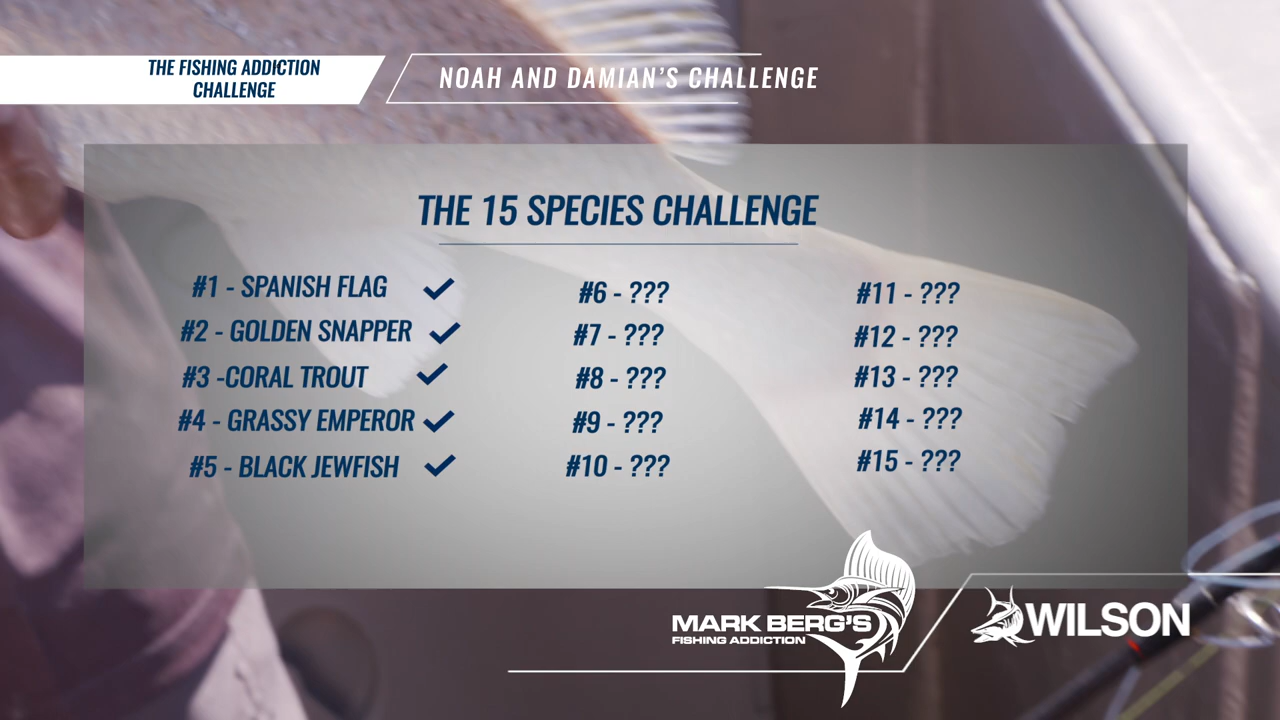 THE FISHING ADDICTION
CHALLENGE
NOAH AND DAMIAN'S CHALLENGE
THE 15 SPECIES CHALLENGE
#1 - SPANISH FLAG
#2 - GOLDEN SNAPPER
#3 -CORAL TROUT
#4 - GRASSY EMPEROR
#5 - BLACK JEWFISH
#6 - ???
#7 - ???
#8 - ???
#9 - ???
#10 - ???
#11 - ???
#12 - ???
#13 - ???
#14 - ???
#15 - ???
MARK BERG'S
FISHING ADDICTION
WILSON